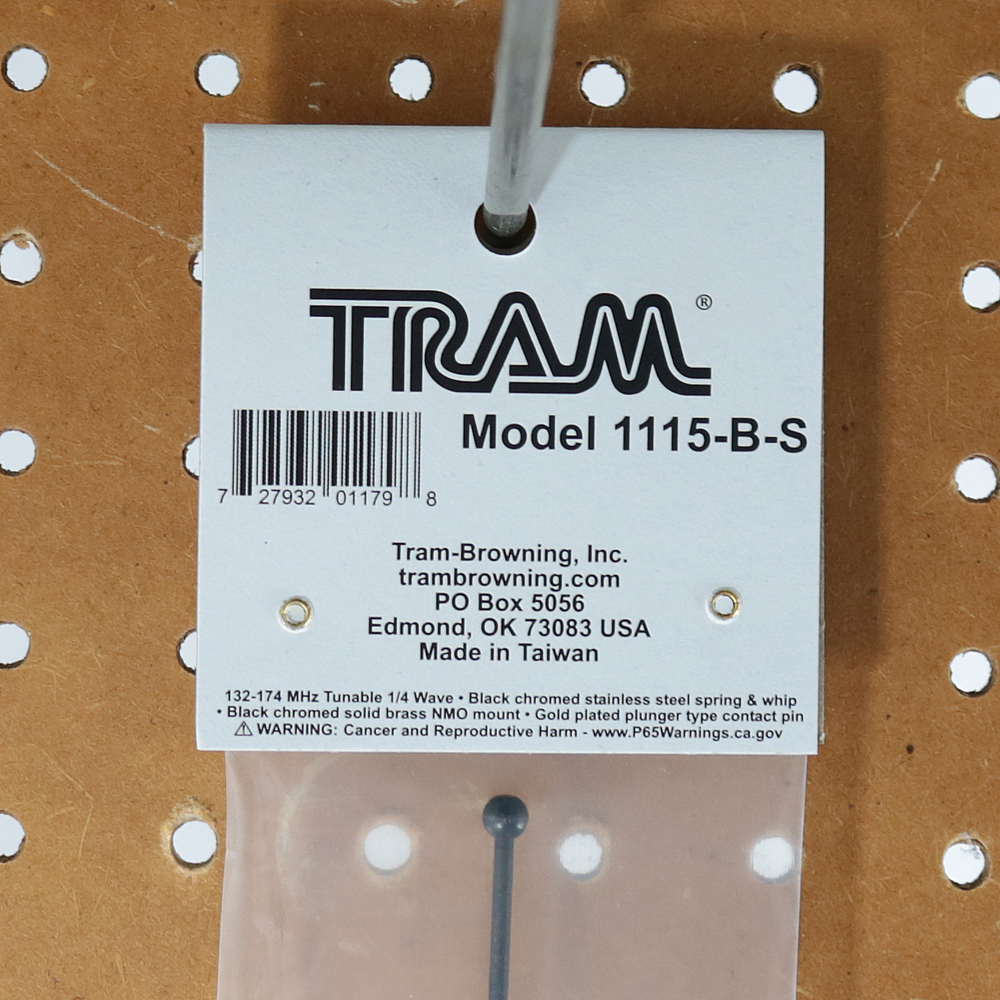 TRAM®
Model 1115-B-S
7 27932 01179 8
Tram-Browning, Inc.
trambrowning.com
PO Box 5056
Edmond, OK 73083 USA
Made in Taiwan
132-174 MHz Tunable 1/4 Wave • Black chromed stainless steel spring & whip
• Black chromed solid brass NMO mount • Gold plated plunger type contact pin
⚠ WARNING: Cancer and Reproductive Harm - www.P65Warnings.ca.gov